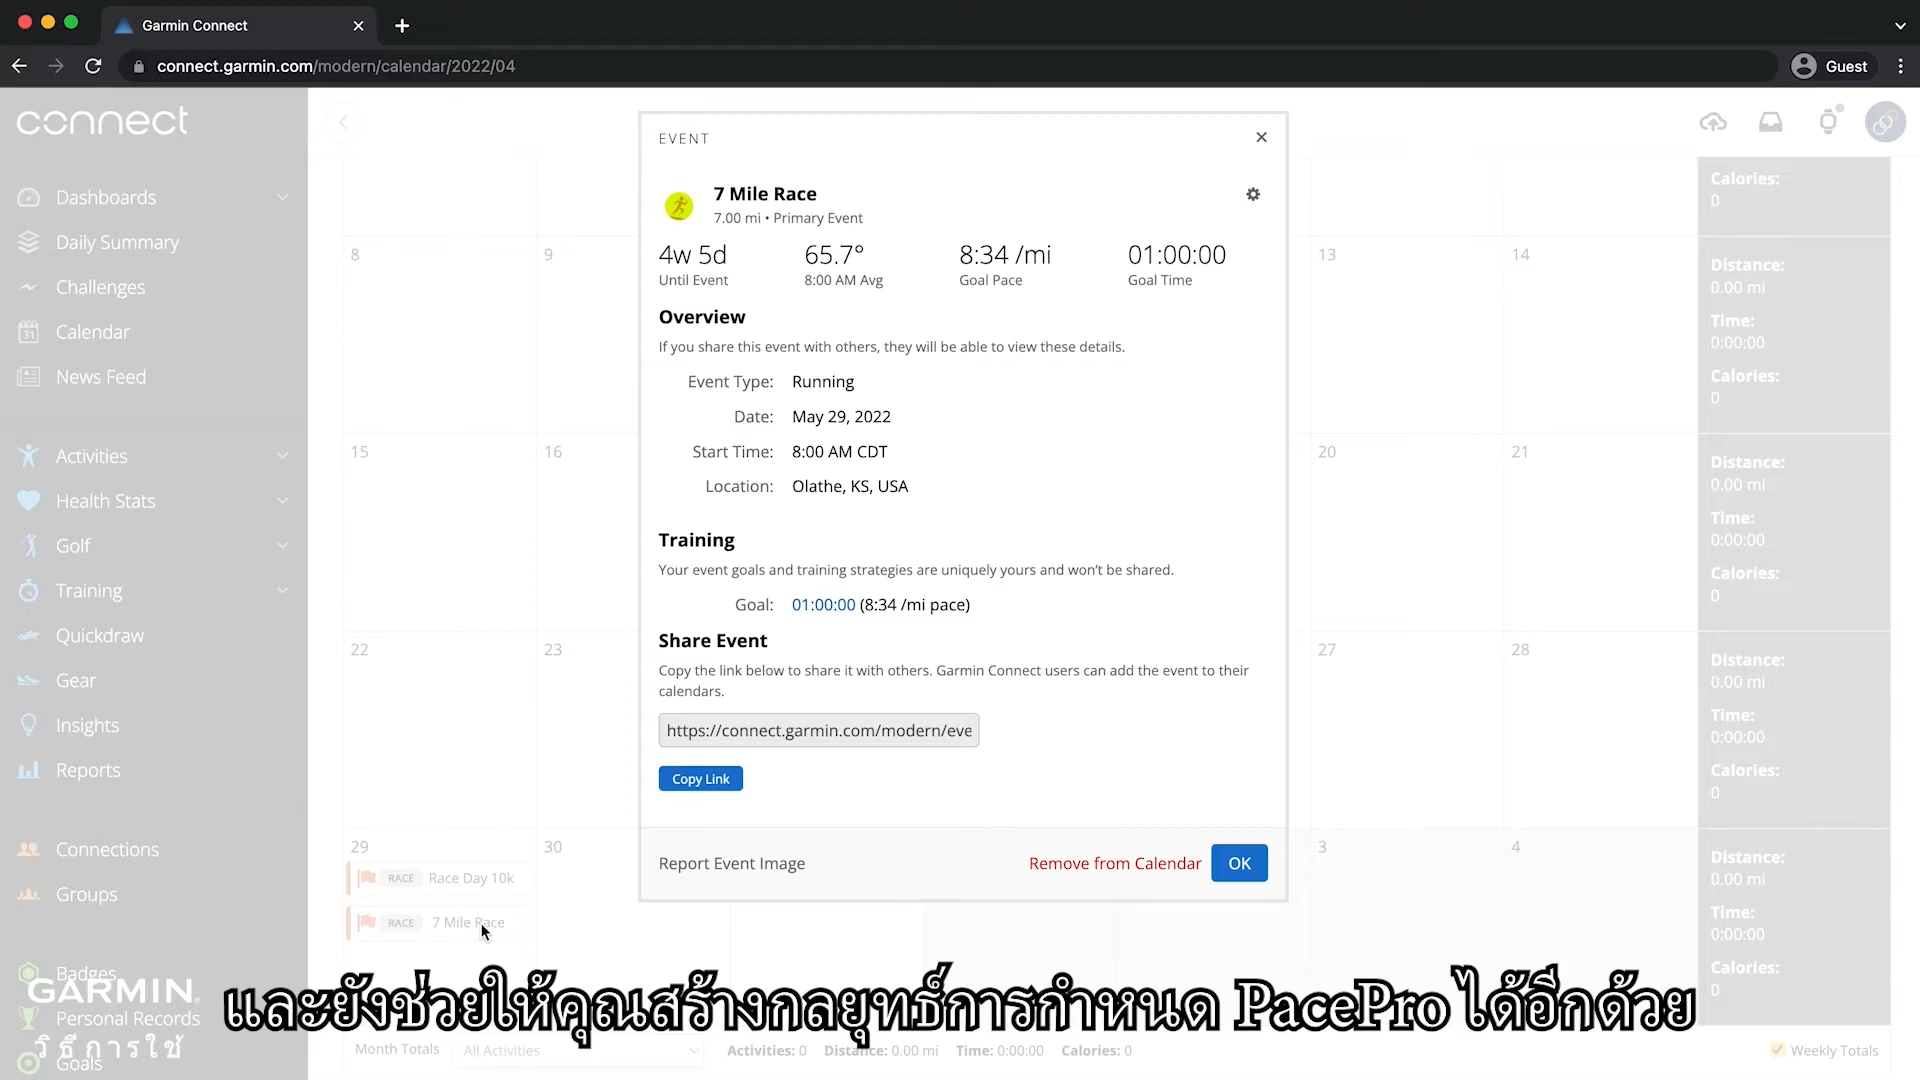 Garmin Connect
connect.garmin.com/modern/calendar/2022/04
Guest
connect
Dashboards
Daily Summary
Challenges
Calendar
News Feed
Activities
Health Stats
Golf
Training
Quickdraw
Gear
Insights
Reports
Connections
Groups
Badges
Personal Records
Goals
GARMIN
วิธีการใช้
8
9
13
14
15
16
20
21
22
23
27
28
29
30
3
4
RACE Race Day 10k
RACE 7 Mile Race
EVENT
7 Mile Race
7.00 mi • Primary Event
4w 5d 65.7° 8:34 /mi 01:00:00
Until Event 8:00 AM Avg Goal Pace Goal Time
Overview
If you share this event with others, they will be able to view these details.
Event Type: Running
Date: May 29, 2022
Start Time: 8:00 AM CDT
Location: Olathe, KS, USA
Training
Your event goals and training strategies are uniquely yours and won't be shared.
Goal: 01:00:00 (8:34 /mi pace)
Share Event
Copy the link below to share it with others. Garmin Connect users can add the event to their
calendars.
https://connect.garmin.com/modern/eve
Copy Link
Report Event Image Remove from Calendar OK
Calories:
0
Distance:
0.00 mi
Time:
0:00:00
Calories:
0
Distance:
0.00 mi
Time:
0:00:00
Calories:
0
Distance:
0.00 mi
Time:
0:00:00
Calories:
0
Distance:
0.00 mi
Time:
0:00:00
Calories:
0
และยังช่วยให้คุณสร้างกลยุทธ์การกำหนด PacePro ได้อีกด้วย
Month Totals All Activities Activities: 0 Distance: 0.00 mi Time: 0:00:00 Calories: 0 Weekly Totals